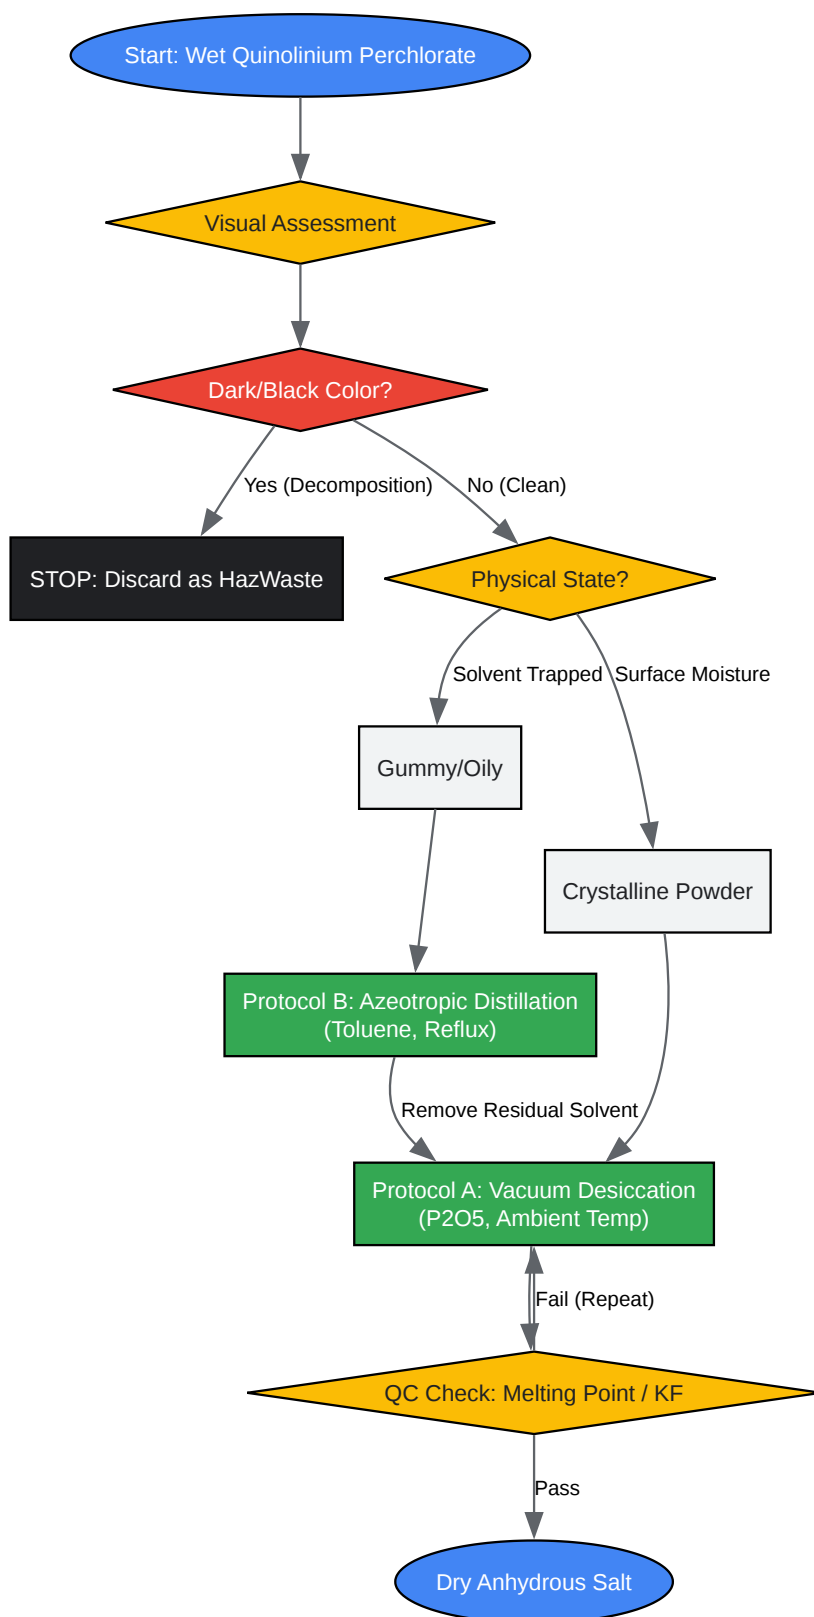 Start: Wet Quinolinium Perchlorate
Visual Assessment
Dark/Black Color?
Yes (Decomposition)
No (Clean)
STOP: Discard as HazWaste
Physical State?
Solvent Trapped
Surface Moisture
Gummy/Oily
Crystalline Powder
Protocol B: Azeotropic Distillation
(Toluene, Reflux)
Remove Residual Solvent
Protocol A: Vacuum Desiccation
(P2O5, Ambient Temp)
Fail (Repeat)
QC Check: Melting Point / KF
Pass
Dry Anhydrous Salt